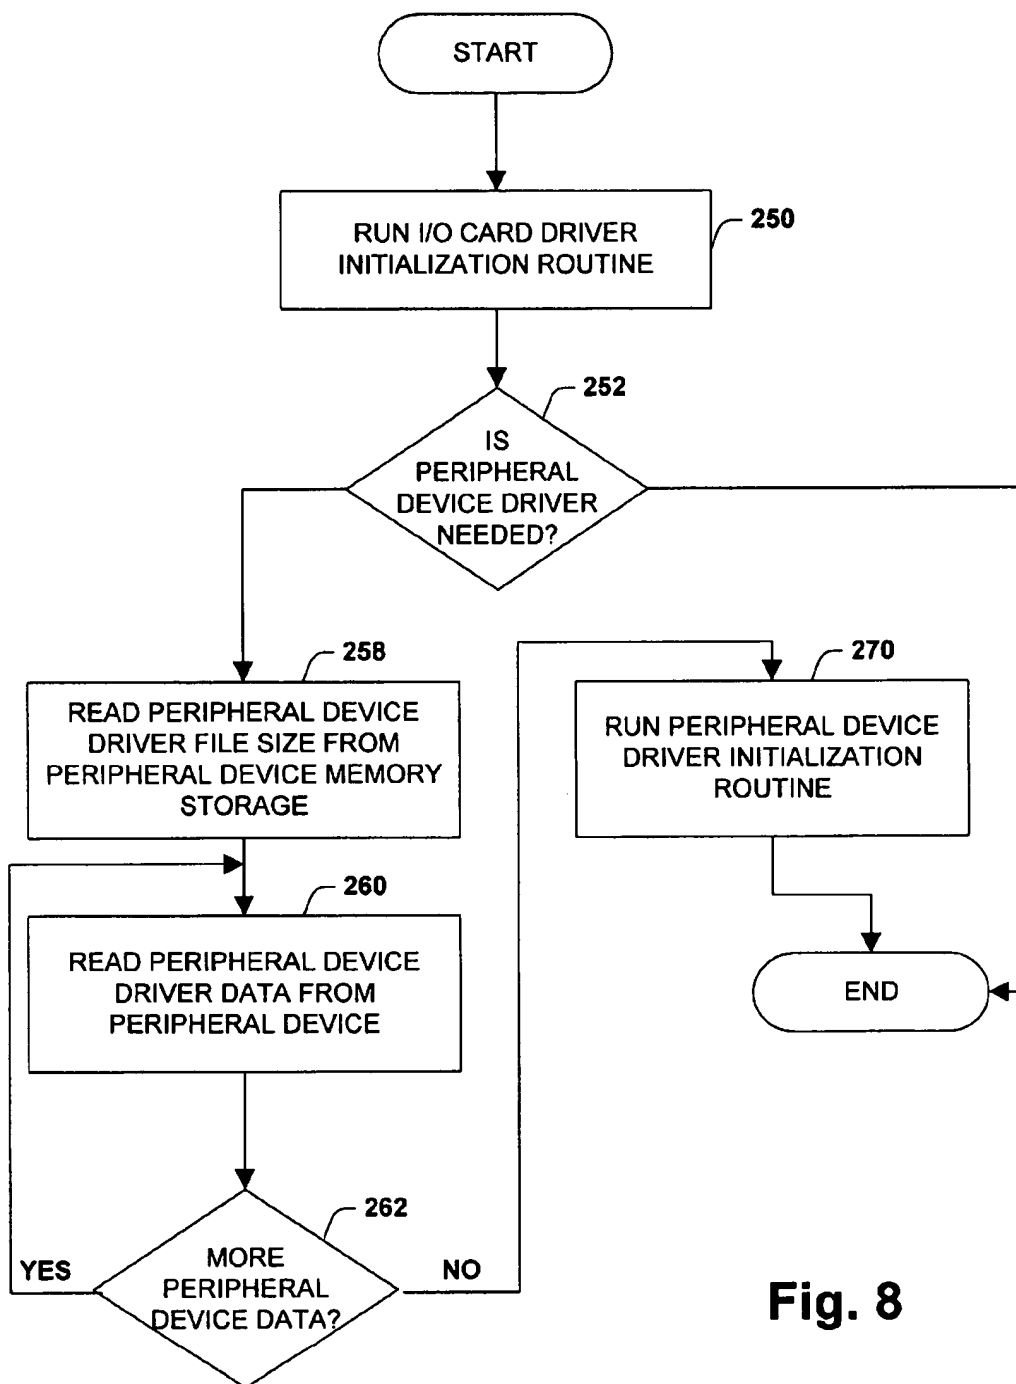 START
RUN I/O CARD DRIVER
INITIALIZATION ROUTINE
250
252
IS
PERIPHERAL
DEVICE DRIVER
NEEDED?
258
READ PERIPHERAL DEVICE
DRIVER FILE SIZE FROM
PERIPHERAL DEVICE MEMORY
STORAGE
270
RUN PERIPHERAL DEVICE
DRIVER INITIALIZATION
ROUTINE
260
READ PERIPHERAL DEVICE
DRIVER DATA FROM
PERIPHERAL DEVICE
END
262
MORE
PERIPHERAL
DEVICE DATA?
YES
NO
Fig. 8